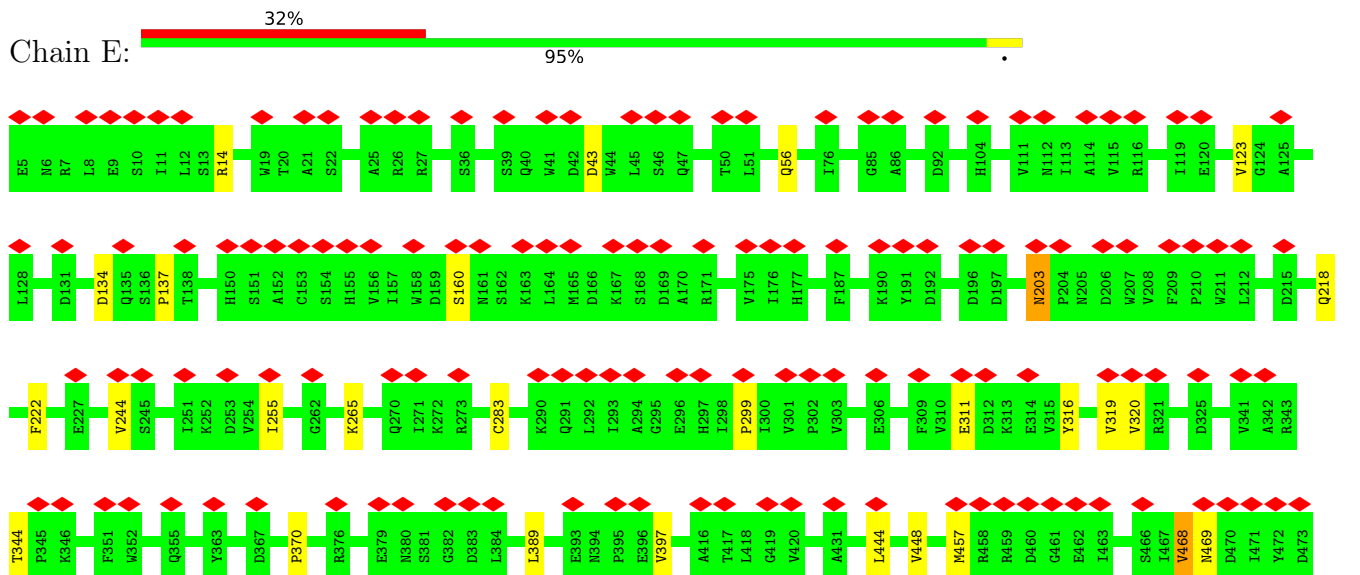 32%
Chain E:
95%
.
E5 N6 R7 L8 E9 S10 I11 L12 S13 R14 W19 T20 A21 S22 A25 R26 R27 S36 S39 Q40 W41 D42 D43 W44 L45 S46 Q47 T50 L51 Q56 I76 G85 A86 D92 H104 V111 N112 I113 A114 V115 R116 I119 E120 V123 G124 A125
L128 D131 D134 Q135 S136 P137 T138 H150 S151 A152 C153 S154 H155 V156 I157 W158 D159 S160 N161 S162 K163 L164 M165 D166 K167 S168 D169 A170 R171 V175 I176 H177 F187 K190 Y191 D192 D196 D197 N203 P204 N205 D206 W207 V208 F209 P210 W211 L212 D215 Q218
F222 E227 V244 S245 I251 K252 D253 V254 I255 G262 K265 Q270 I271 K272 R273 C283 K290 Q291 L292 I293 A294 G295 E296 H297 I298 P299 I300 V301 P302 V303 E306 F309 V310 E311 D312 K313 E314 V315 Y316 V319 V320 R321 D325 V341 A342 R343
T344 P345 K346 F351 W352 Q355 Y363 D367 P370 R376 E379 N380 S381 G382 D383 L384 L389 E393 N394 P395 E396 V397 A416 T417 L418 G419 V420 A431 L444 V448 M457 R458 R459 D460 G461 E462 I463 S466 I467 V468 N469 D470 I471 Y472 D473